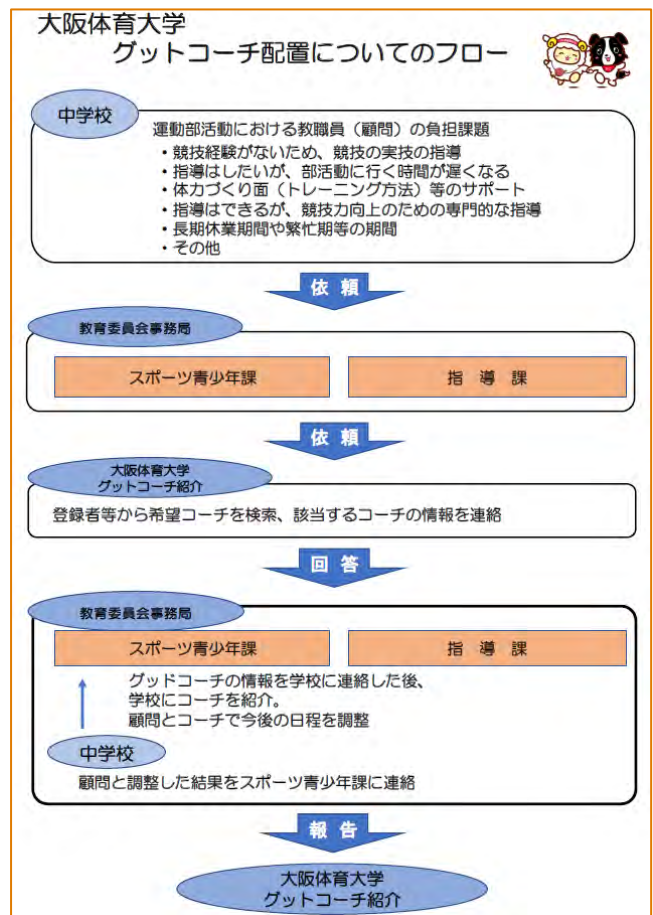 大阪体育大学
グットコーチ配置についてのフロー
中学校
運動部活動における教職員（顧問）の負担課題
・競技経験がないため、競技の実技の指導
・指導はしたいが、部活動に行く時間が遅くなる
・体力づくり面（トレーニング方法）等のサポート
・指導はできるが、競技力向上のための専門的な指導
・長期休業期間や繁忙期等の期間
・その他
依 頼
教育委員会事務局
スポーツ青少年課
指 導 課
依 頼
大阪体育大学
グットコーチ紹介
登録者等から希望コーチを検索、該当するコーチの情報を連絡
回 答
教育委員会事務局
スポーツ青少年課
指 導 課
グッドコーチの情報を学校に連絡した後、
学校にコーチを紹介。
顧問とコーチで今後の日程を調整
中学校
顧問と調整した結果をスポーツ青少年課に連絡
報 告
大阪体育大学
グットコーチ紹介